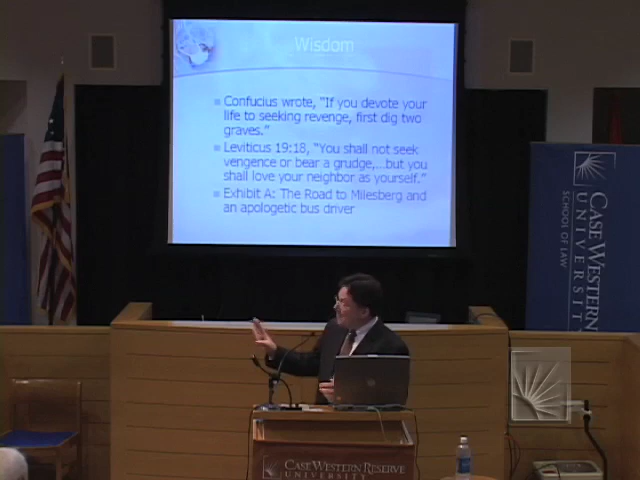 Wisdom
Confucius wrote, "If you devote your
life to seeking revenge, first dig two
graves."
Leviticus 19:18, "You shall not seek
vengence or bear a grudge,...but you
shall love your neighbor as yourself."
Exhibit A: The Road to Milesberg and
an apologetic bus driver
CASE WESTERN
UNIVERSITY
SCHOOL OF LAW
CASE WESTERN RESERVE
UNIVERSITY